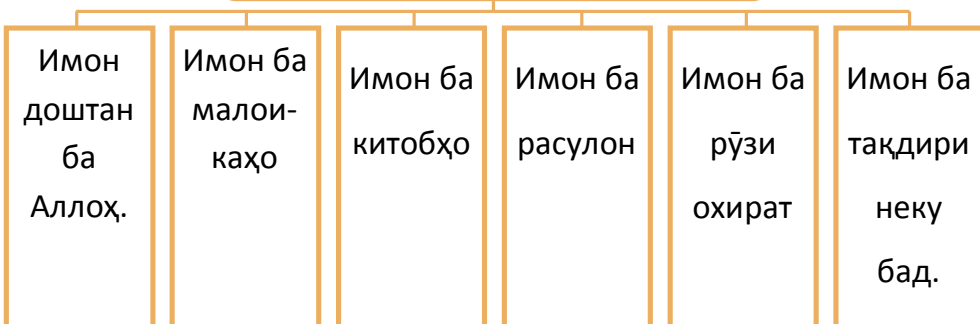 Имон
доштан
ба
Аллоҳ.
Имон ба
малои-
каҳо
Имон ба
китобҳо
Имон ба
расулон
Имон ба
рӯзи
охират
Имон ба
тақдири
неку
бад.